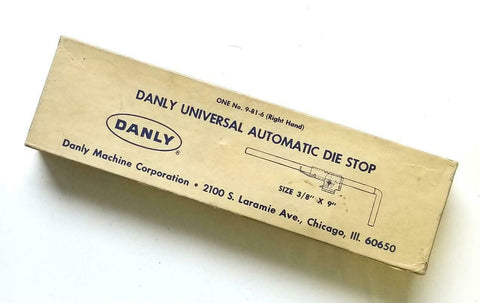 ONE No. 9-81-6 (Right Hand)
DANLY UNIVERSAL AUTOMATIC DIE STOP
DANLY ®
SIZE 3/8" X 9"
Danly Machine Corporation • 2100 S. Laramie Ave., Chicago, Ill. 60650